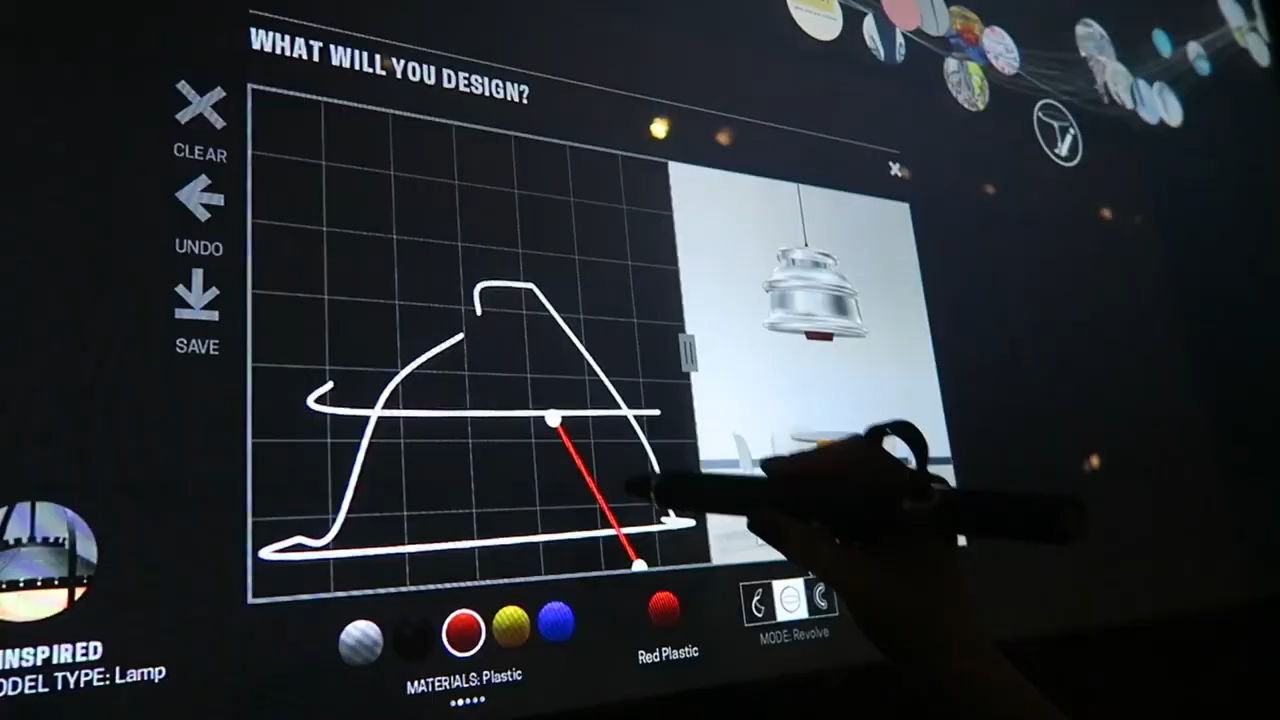 WHAT WILL YOU DESIGN?
CLEAR
UNDO
SAVE
INSPIRED
ODEL TYPE: Lamp
MATERIALS: Plastic
Red Plastic
MODE: Revolve